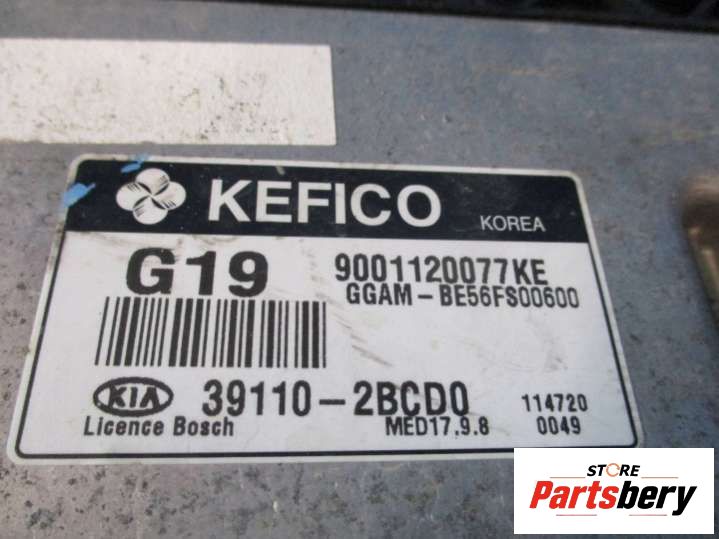 KEFICO KOREA
G19 9001120077KE
GGAM-BE56FS00600
KIA 39110-2BCD0 114720
Licence Bosch MED17.9.8 0049
STORE
Partsbery